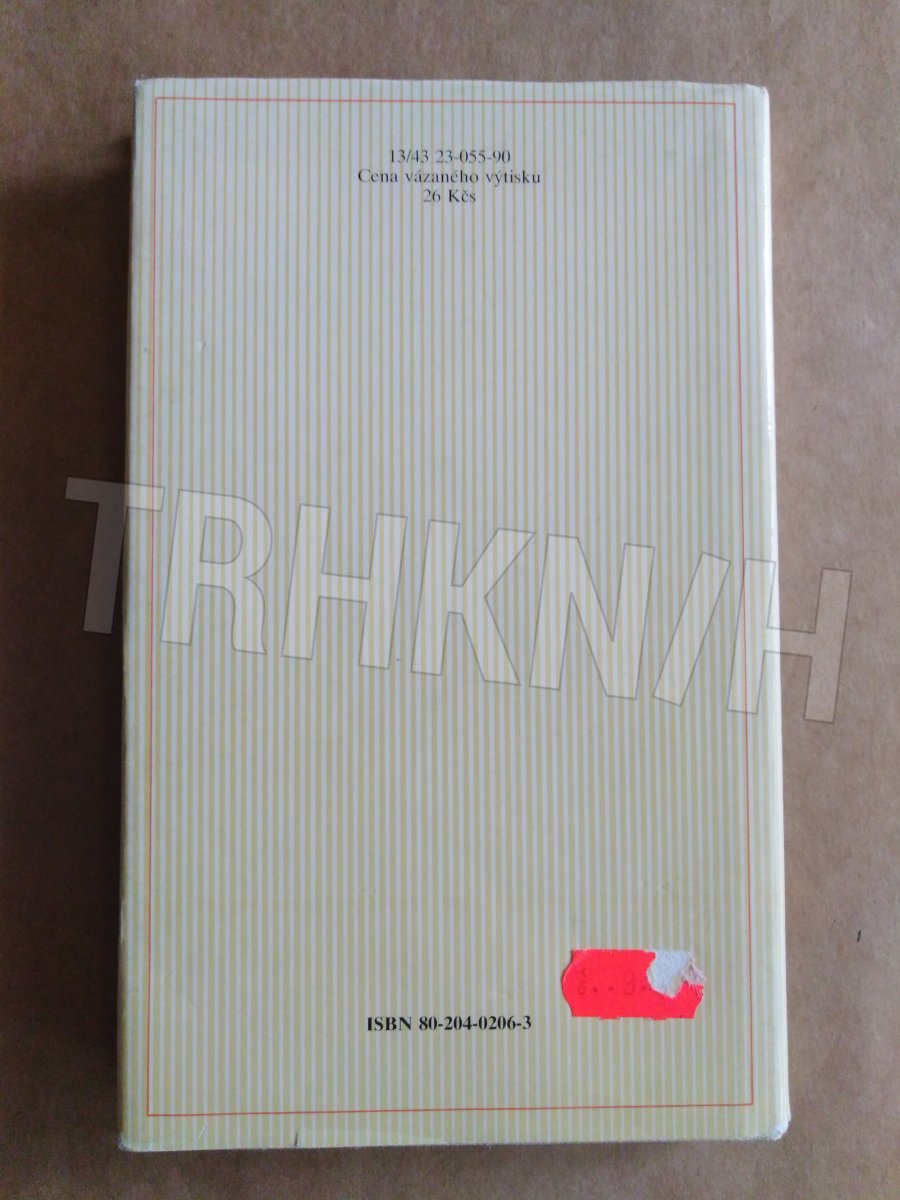 13/43 23-055-90
Cena vázaného výtisku
26 Kčs
TRHKNIH
ISBN 80-204-0206-3